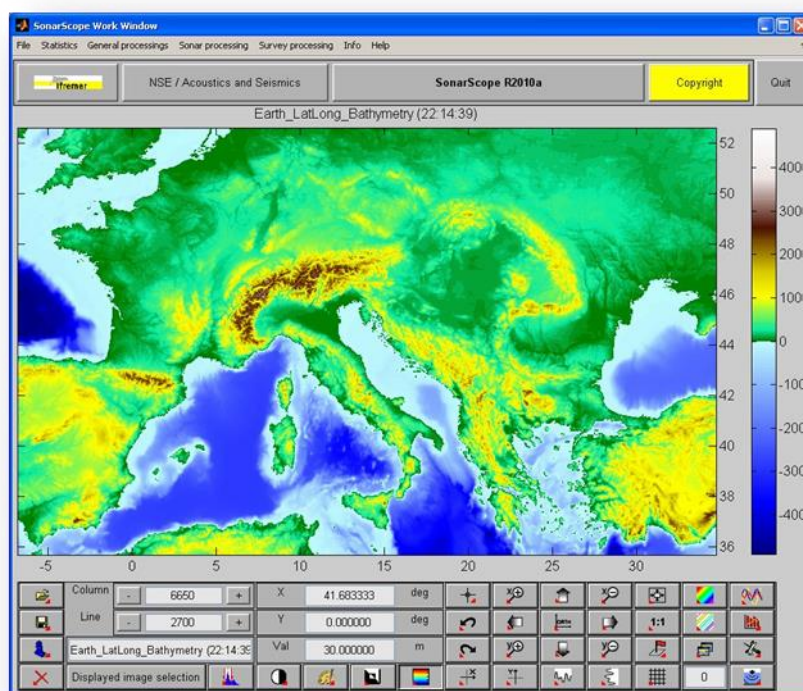 SonarScope Work Window
File Statistics General processings Sonar processing Survey processing Info Help
Ifremer NSE / Acoustics and Seismics SonarScope R2010a Copyright Quit
Earth_LatLong_Bathymetry (22:14:39)
52
50
48
46
44
42
40
38
36
4000
3000
2000
1000
0
-1000
-2000
-3000
-4000
-5 0 5 10 15 20 25 30
Column - 6650 + X 41.683333 deg
Line - 2700 + Y 0.000000 deg 1:1
Earth_LatLong_Bathymetry (22:14:39 Val 30.000000 m
Displayed image selection 0